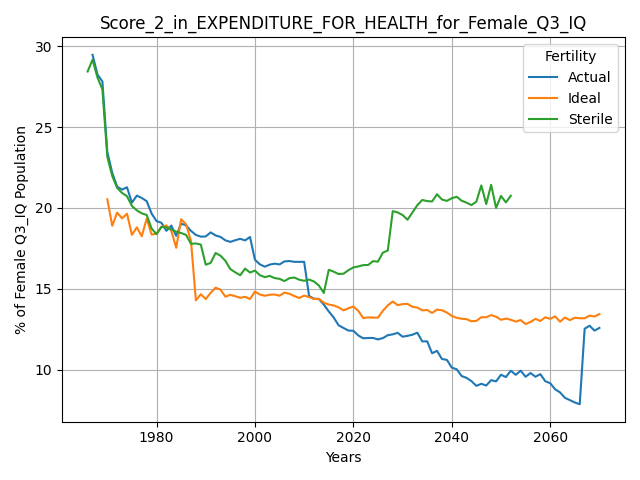 Score_2_in_EXPENDITURE_FOR_HEALTH_for_Female_Q3_IQ
Fertility
Actual
Ideal
Sterile
% of Female Q3_IQ Population
30
25
20
15
10
1980
2000
2020
2040
2060
Years